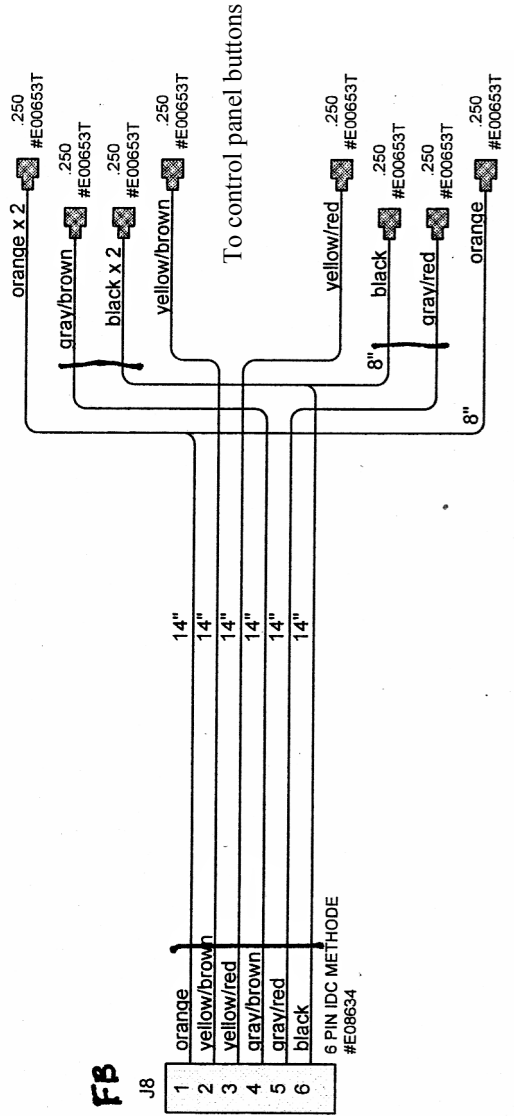 FB
J8
1 orange
2 yellow/brown
3 yellow/red
4 gray/brown
5 gray/red
6 black
6 PIN IDC METHODE
#E08634
14"
14"
14"
14"
14"
14"
orange x 2
.250
#E00653T
gray/brown
.250
#E00653T
black x 2
.250
#E00653T
yellow/brown
.250
#E00653T
To control panel buttons
yellow/red
.250
#E00653T
8"
black
.250
#E00653T
gray/red
.250
#E00653T
8"
orange
.250
#E00653T